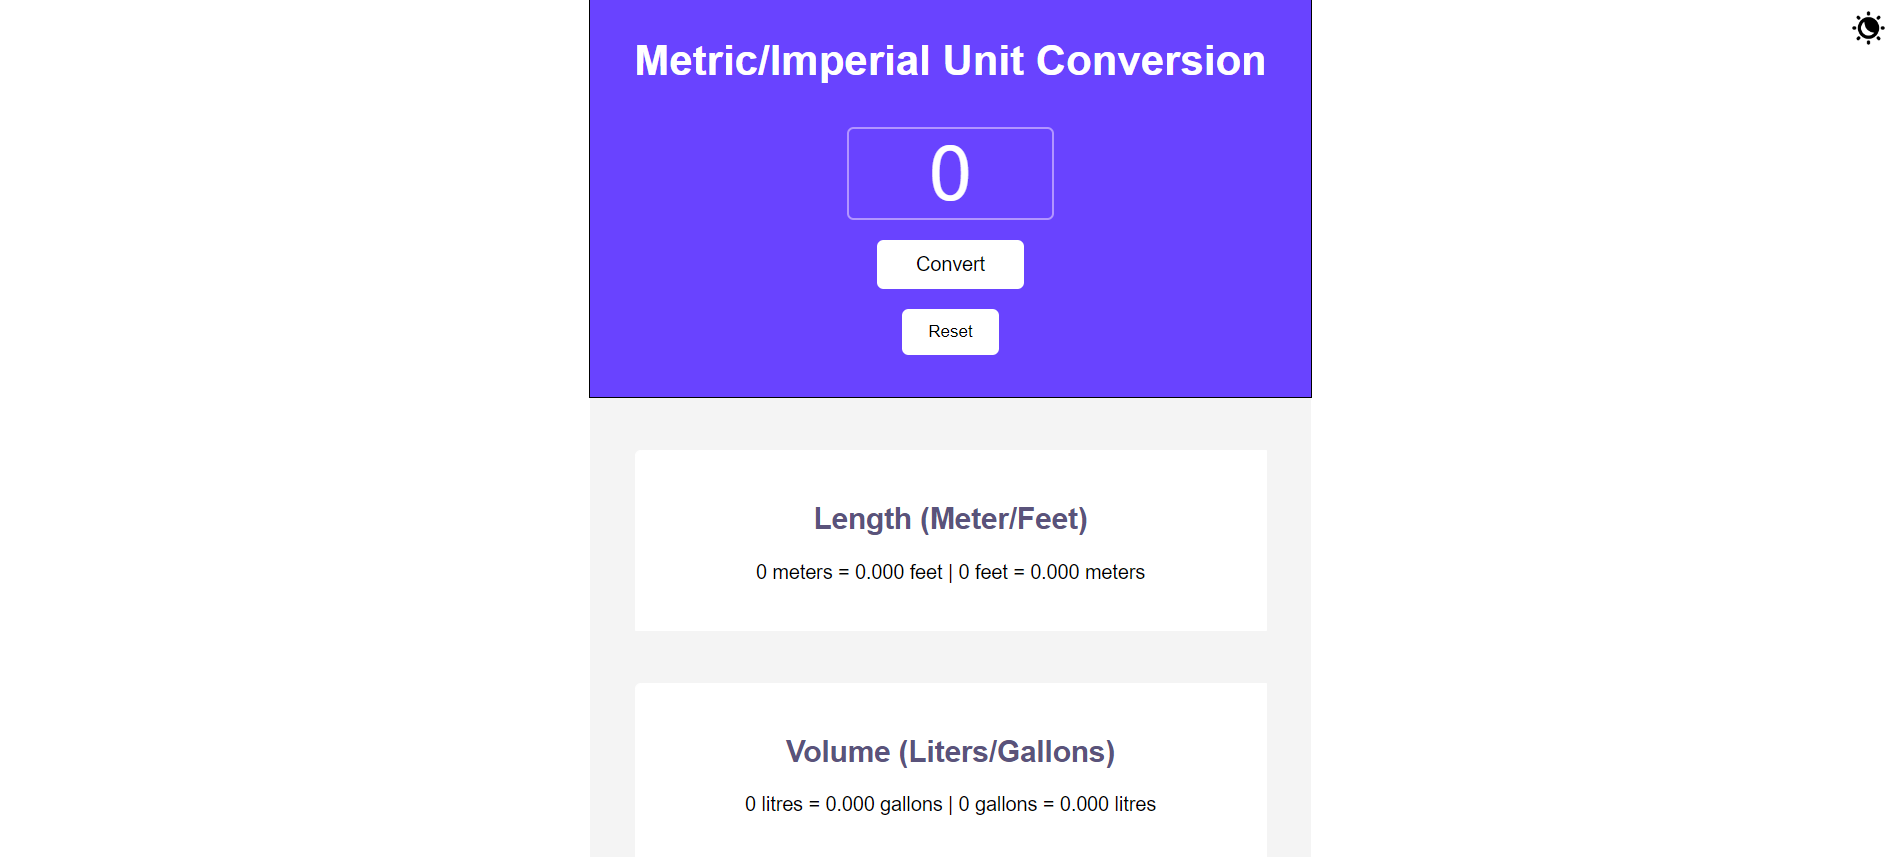 Metric/Imperial Unit Conversion
0
Convert
Reset
Length (Meter/Feet)
0 meters = 0.000 feet | 0 feet = 0.000 meters
Volume (Liters/Gallons)
0 litres = 0.000 gallons | 0 gallons = 0.000 litres